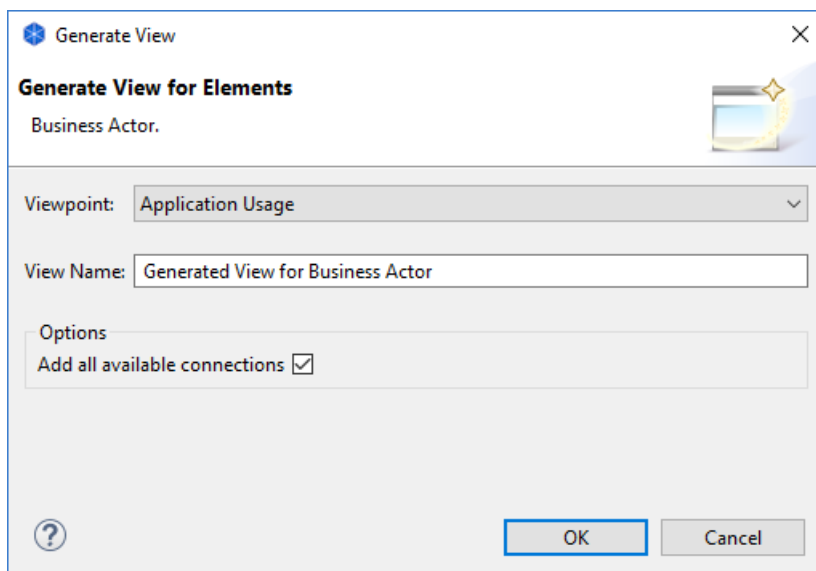 Generate View
Generate View for Elements
Business Actor.
Viewpoint: Application Usage
View Name: Generated View for Business Actor
Options
Add all available connections
?
OK Cancel